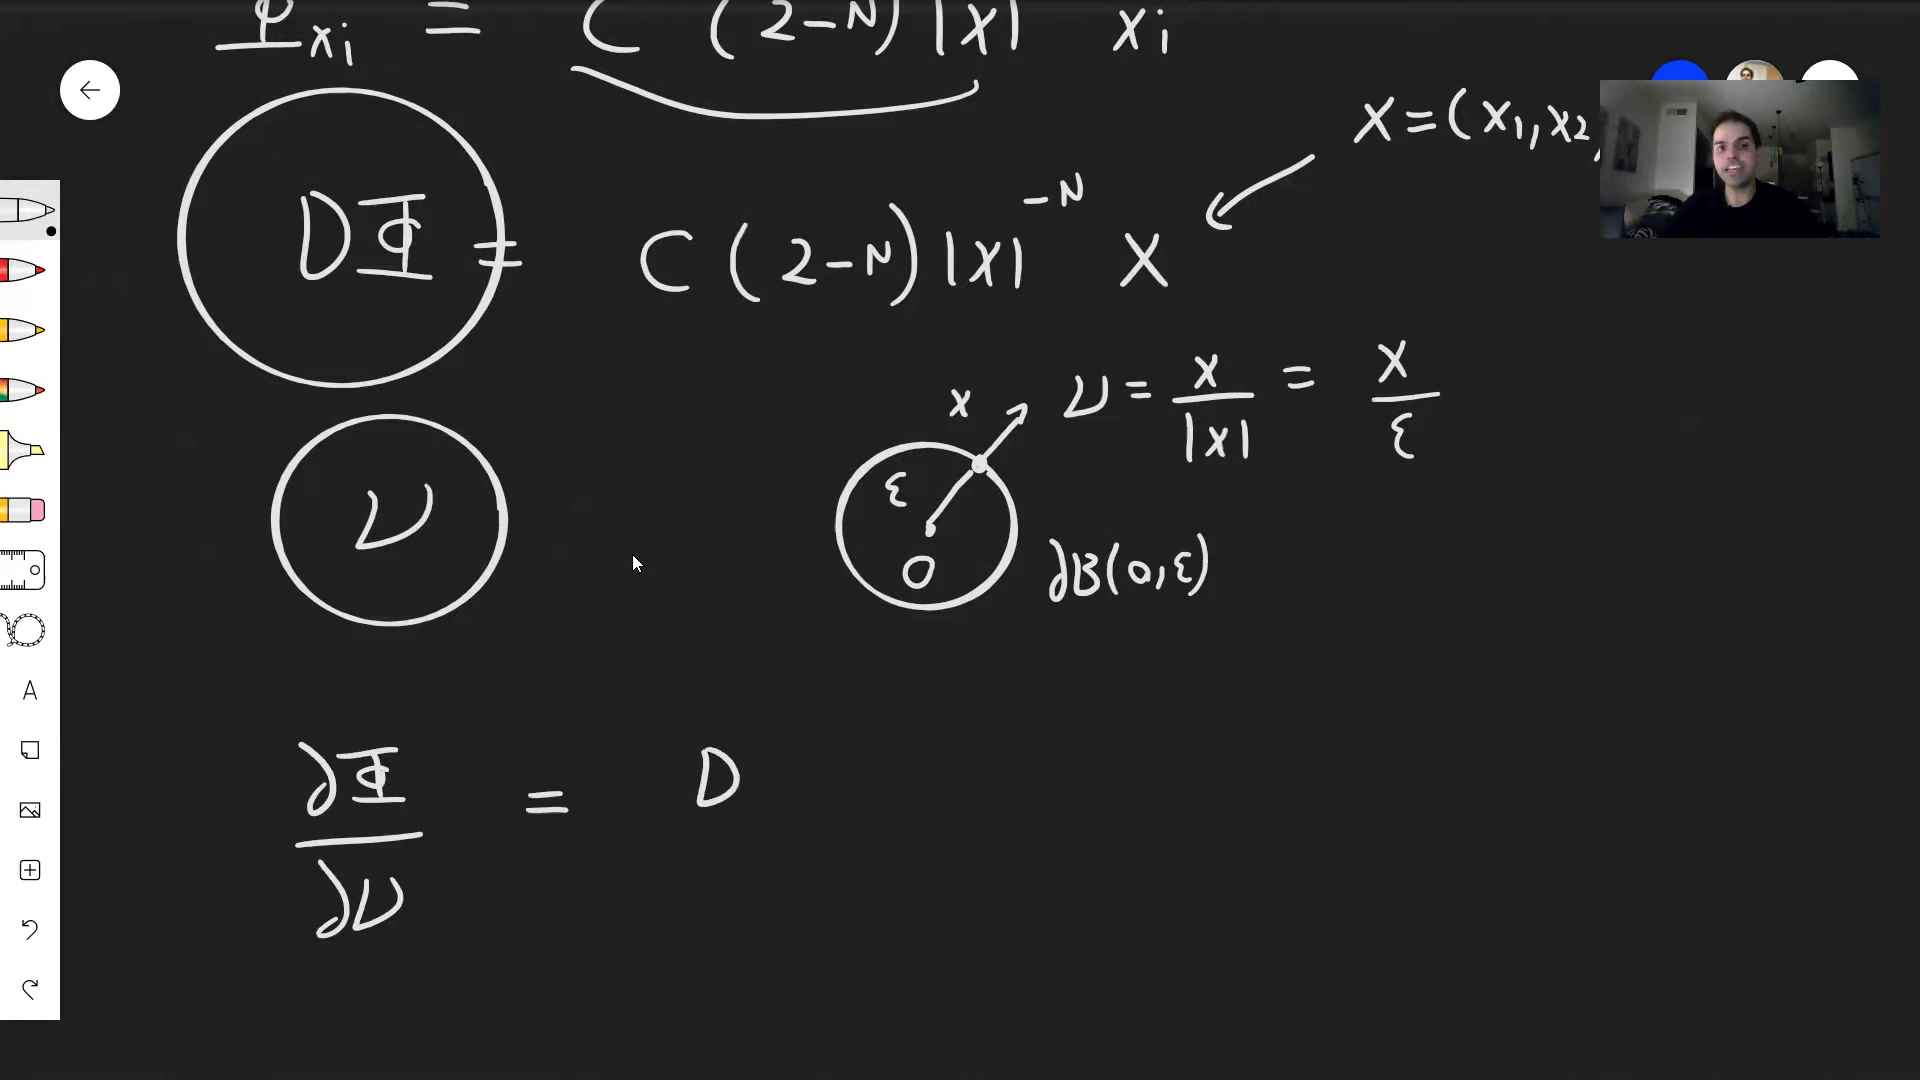 Φ_{x_i} = C (2-N) |x| x_i
x = (x_1, x_2,
DΦ = C (2-N) |x|^{-N} x
x ν = x/|x| = x/ε
ν ε
0 ∂B(0,ε)
∂Φ/∂ν = D
A